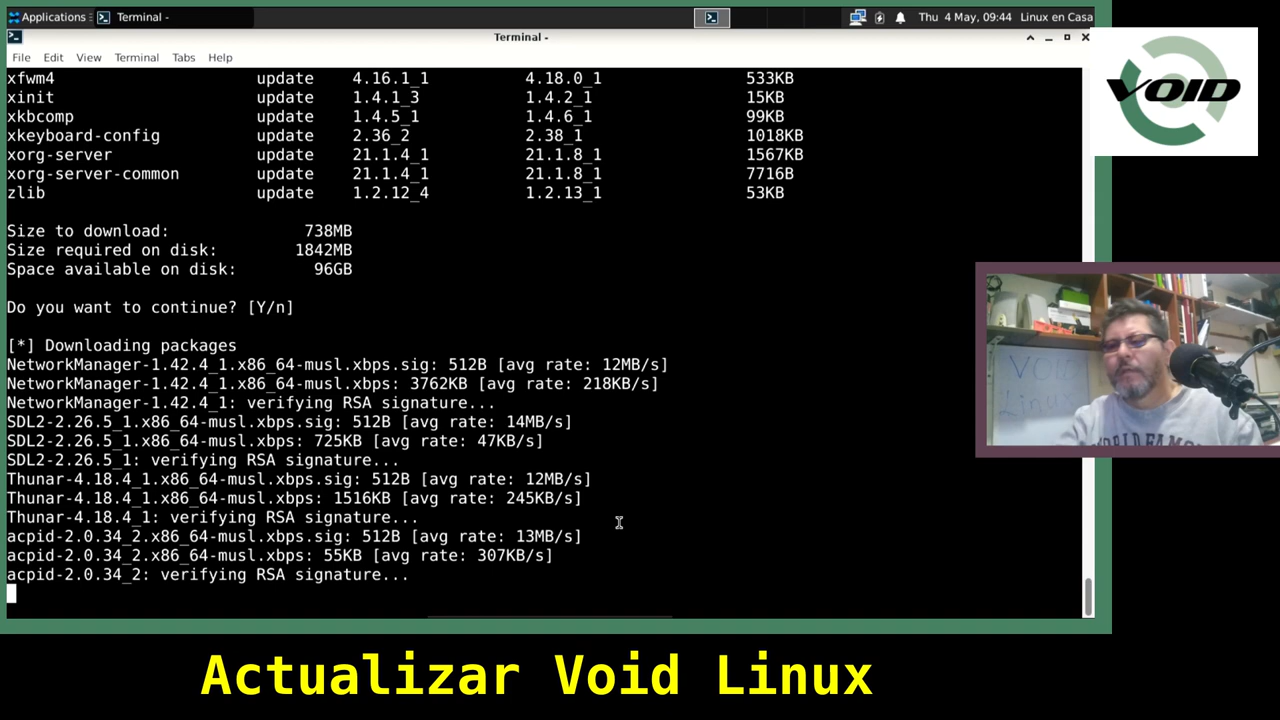 Applications
Terminal -
Thu 4 May, 09:44
Linux en Casa
Terminal -
File Edit View Terminal Tabs Help
xfwm4 update 4.16.1_1 4.18.0_1 533KB
xinit update 1.4.1_3 1.4.2_1 15KB
xkbcomp update 1.4.5_1 1.4.6_1 99KB
xkeyboard-config update 2.36_2 2.38_1 1018KB
xorg-server update 21.1.4_1 21.1.8_1 1567KB
xorg-server-common update 21.1.4_1 21.1.8_1 7716B
zlib update 1.2.12_4 1.2.13_1 53KB
Size to download: 738MB
Size required on disk: 1842MB
Space available on disk: 96GB
Do you want to continue? [Y/n]
[*] Downloading packages
NetworkManager-1.42.4_1.x86_64-musl.xbps.sig: 512B [avg rate: 12MB/s]
NetworkManager-1.42.4_1.x86_64-musl.xbps: 3762KB [avg rate: 218KB/s]
NetworkManager-1.42.4_1: verifying RSA signature...
SDL2-2.26.5_1.x86_64-musl.xbps.sig: 512B [avg rate: 14MB/s]
SDL2-2.26.5_1.x86_64-musl.xbps: 725KB [avg rate: 47KB/s]
SDL2-2.26.5_1: verifying RSA signature...
Thunar-4.18.4_1.x86_64-musl.xbps.sig: 512B [avg rate: 12MB/s]
Thunar-4.18.4_1.x86_64-musl.xbps: 1516KB [avg rate: 245KB/s]
Thunar-4.18.4_1: verifying RSA signature...
acpid-2.0.34_2.x86_64-musl.xbps.sig: 512B [avg rate: 13MB/s]
acpid-2.0.34_2.x86_64-musl.xbps: 55KB [avg rate: 307KB/s]
acpid-2.0.34_2: verifying RSA signature...
VOID
VOID
Linux
WORLD FAMO
Actualizar Void Linux